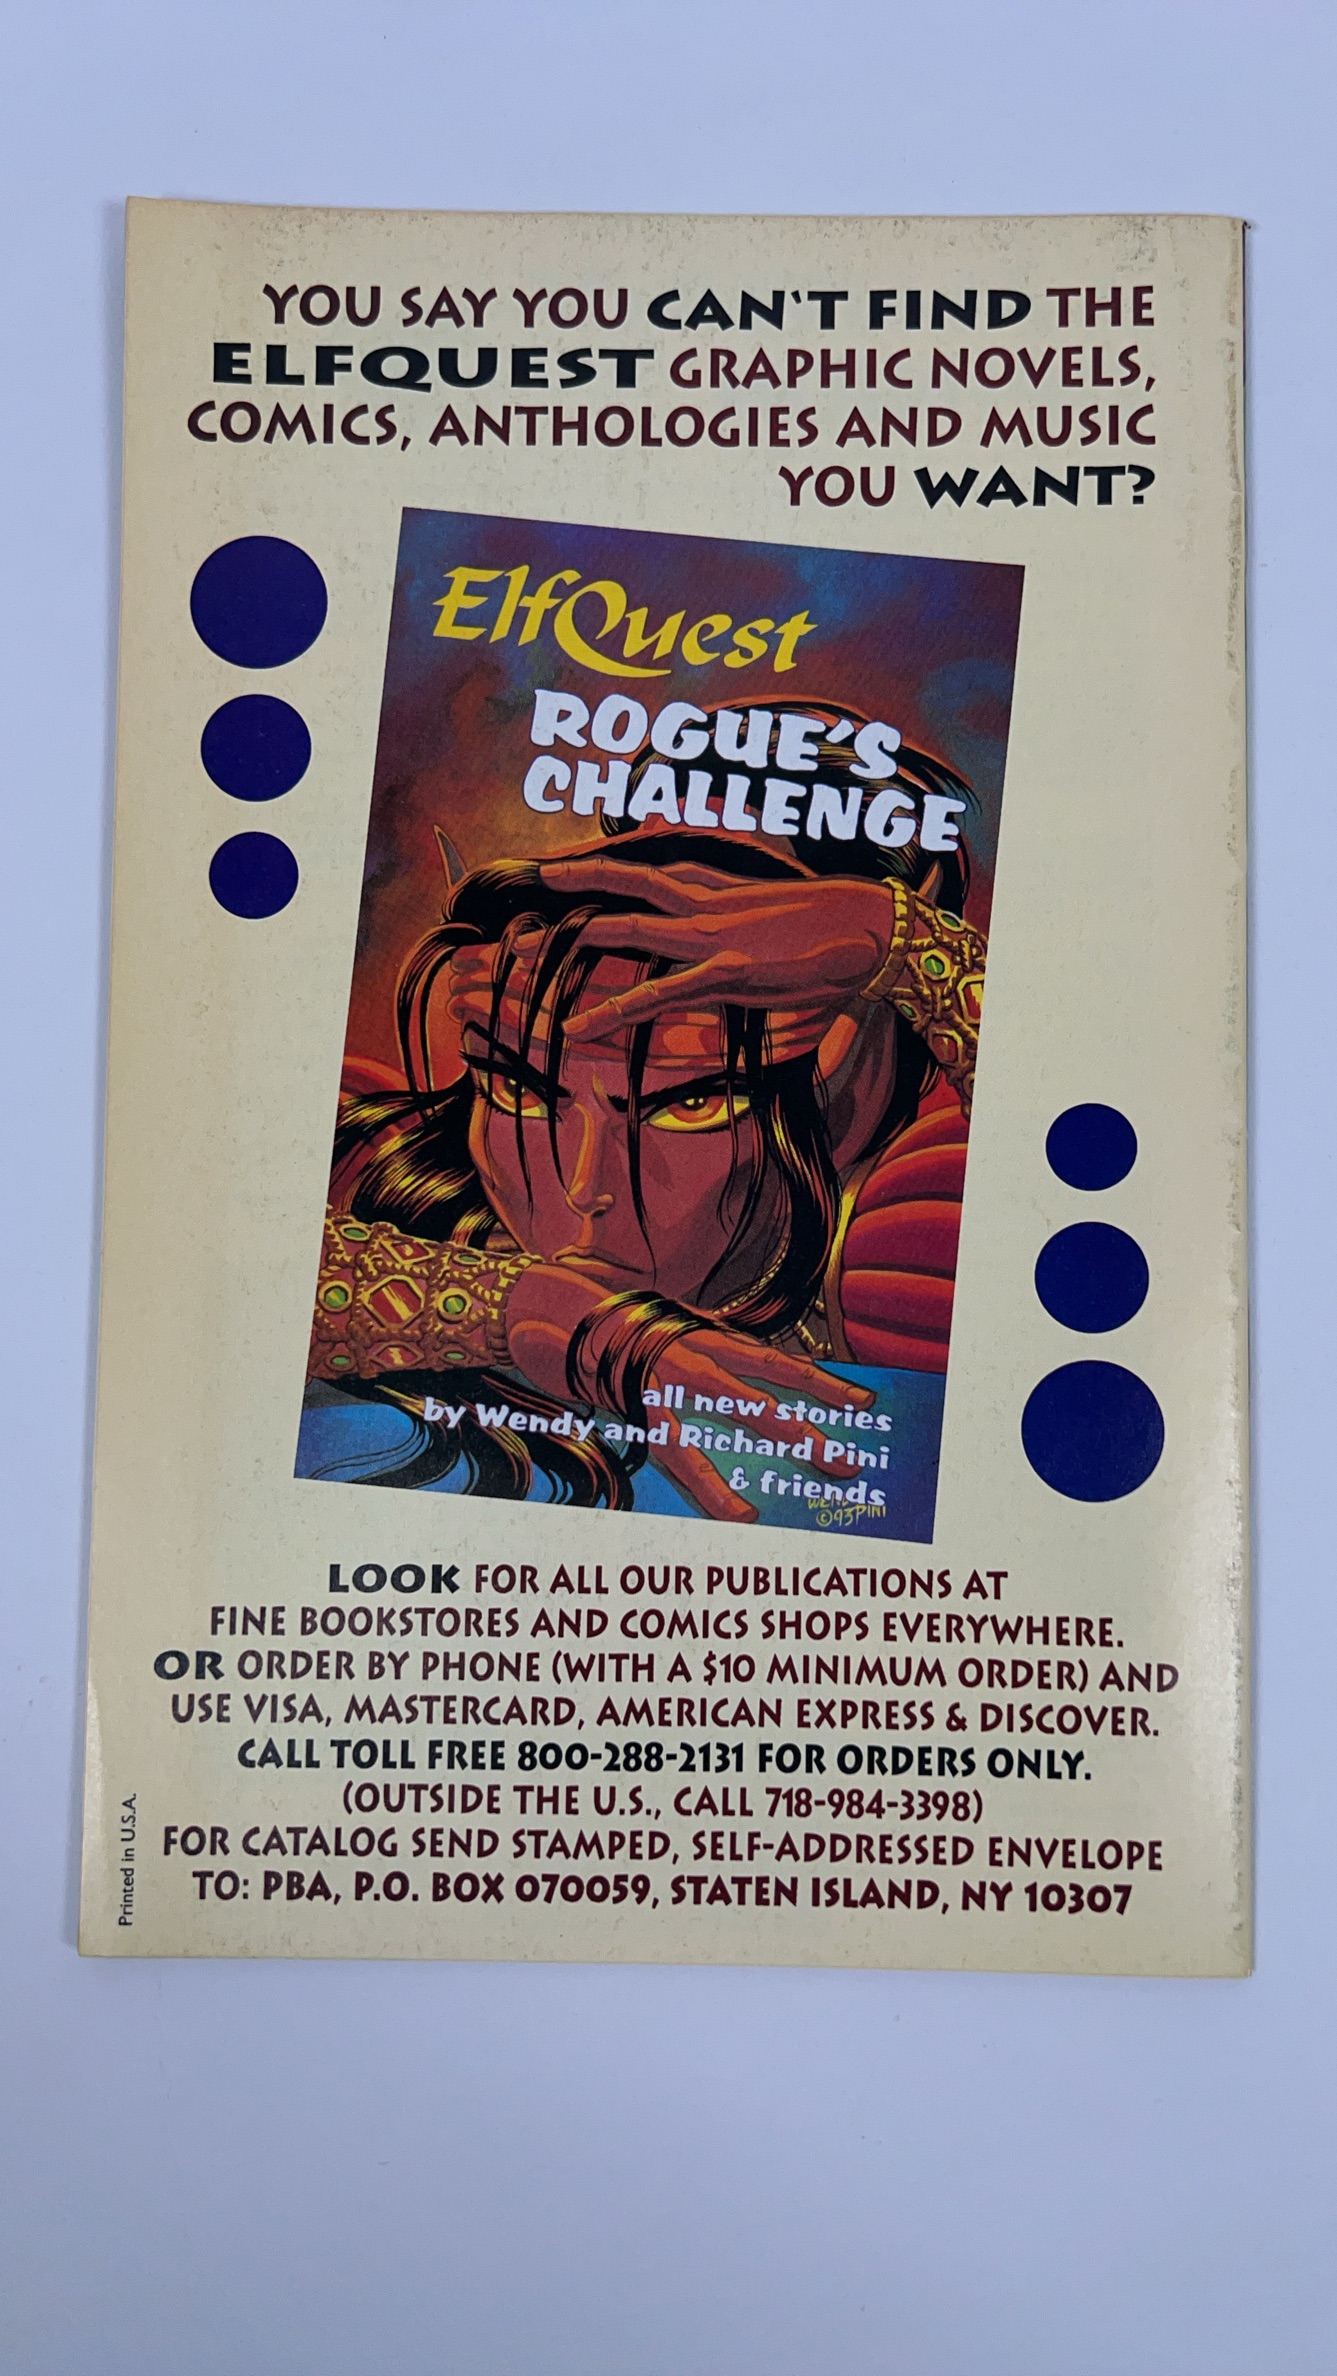 YOU SAY YOU CAN'T FIND THE
ELFQUEST GRAPHIC NOVELS,
COMICS, ANTHOLOGIES AND MUSIC
YOU WANT?
ElfQuest
ROGUE'S
CHALLENGE
all new stories
by Wendy and Richard Pini
& friends
©93 PINI
LOOK FOR ALL OUR PUBLICATIONS AT
FINE BOOKSTORES AND COMICS SHOPS EVERYWHERE.
OR ORDER BY PHONE (WITH A $10 MINIMUM ORDER) AND
USE VISA, MASTERCARD, AMERICAN EXPRESS & DISCOVER.
CALL TOLL FREE 800-288-2131 FOR ORDERS ONLY.
(OUTSIDE THE U.S., CALL 718-984-3398)
FOR CATALOG SEND STAMPED, SELF-ADDRESSED ENVELOPE
TO: PBA, P.O. BOX 070059, STATEN ISLAND, NY 10307
Printed in U.S.A.